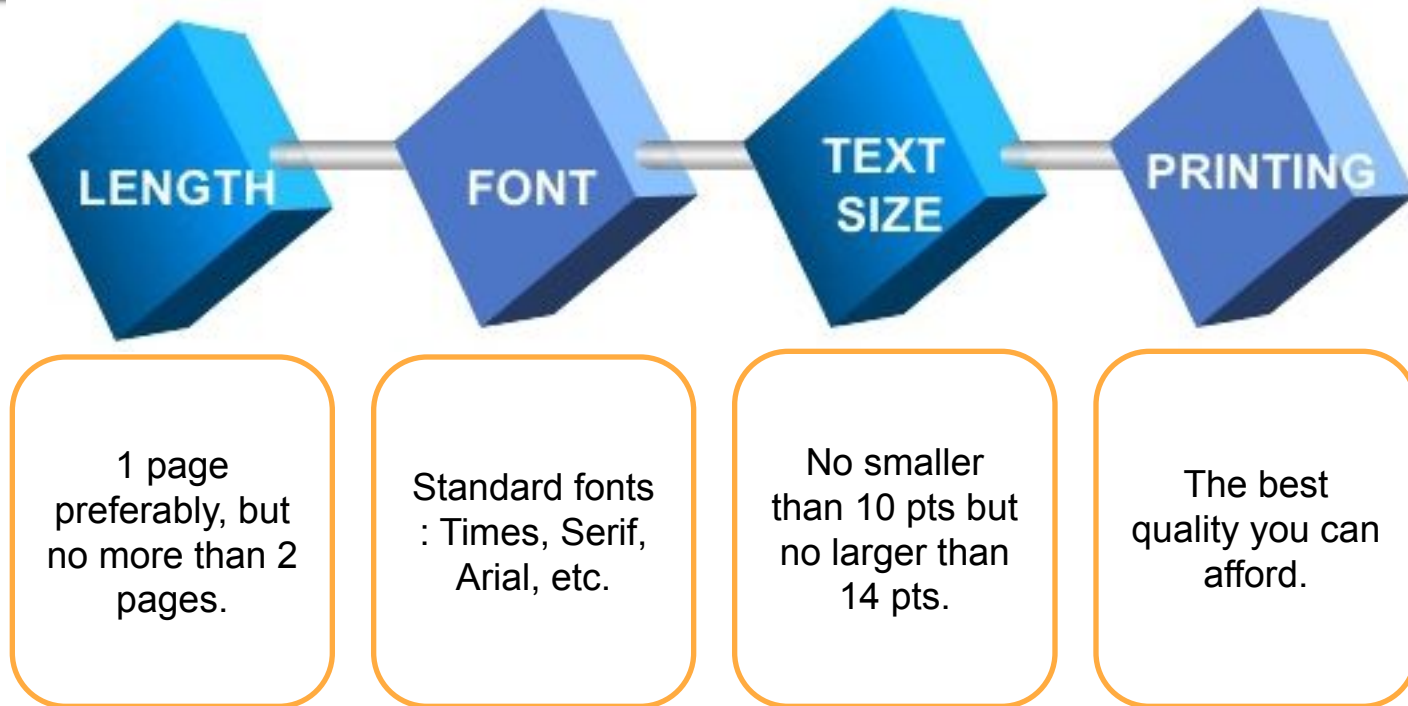 LENGTH
FONT
TEXT
SIZE
PRINTING
1 page
preferably, but
no more than 2
pages.
Standard fonts
: Times, Serif,
Arial, etc.
No smaller
than 10 pts but
no larger than
14 pts.
The best
quality you can
afford.